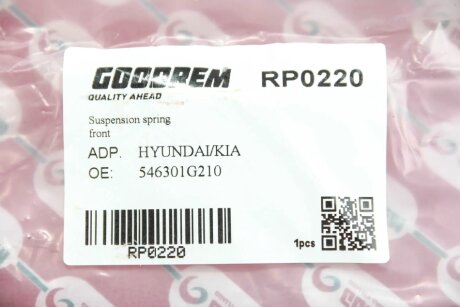 GOODREM
QUALITY AHEAD
RP0220
Suspension spring
front
ADP. HYUNDAI/KIA
OE: 546301G210
RP0220
1pcs